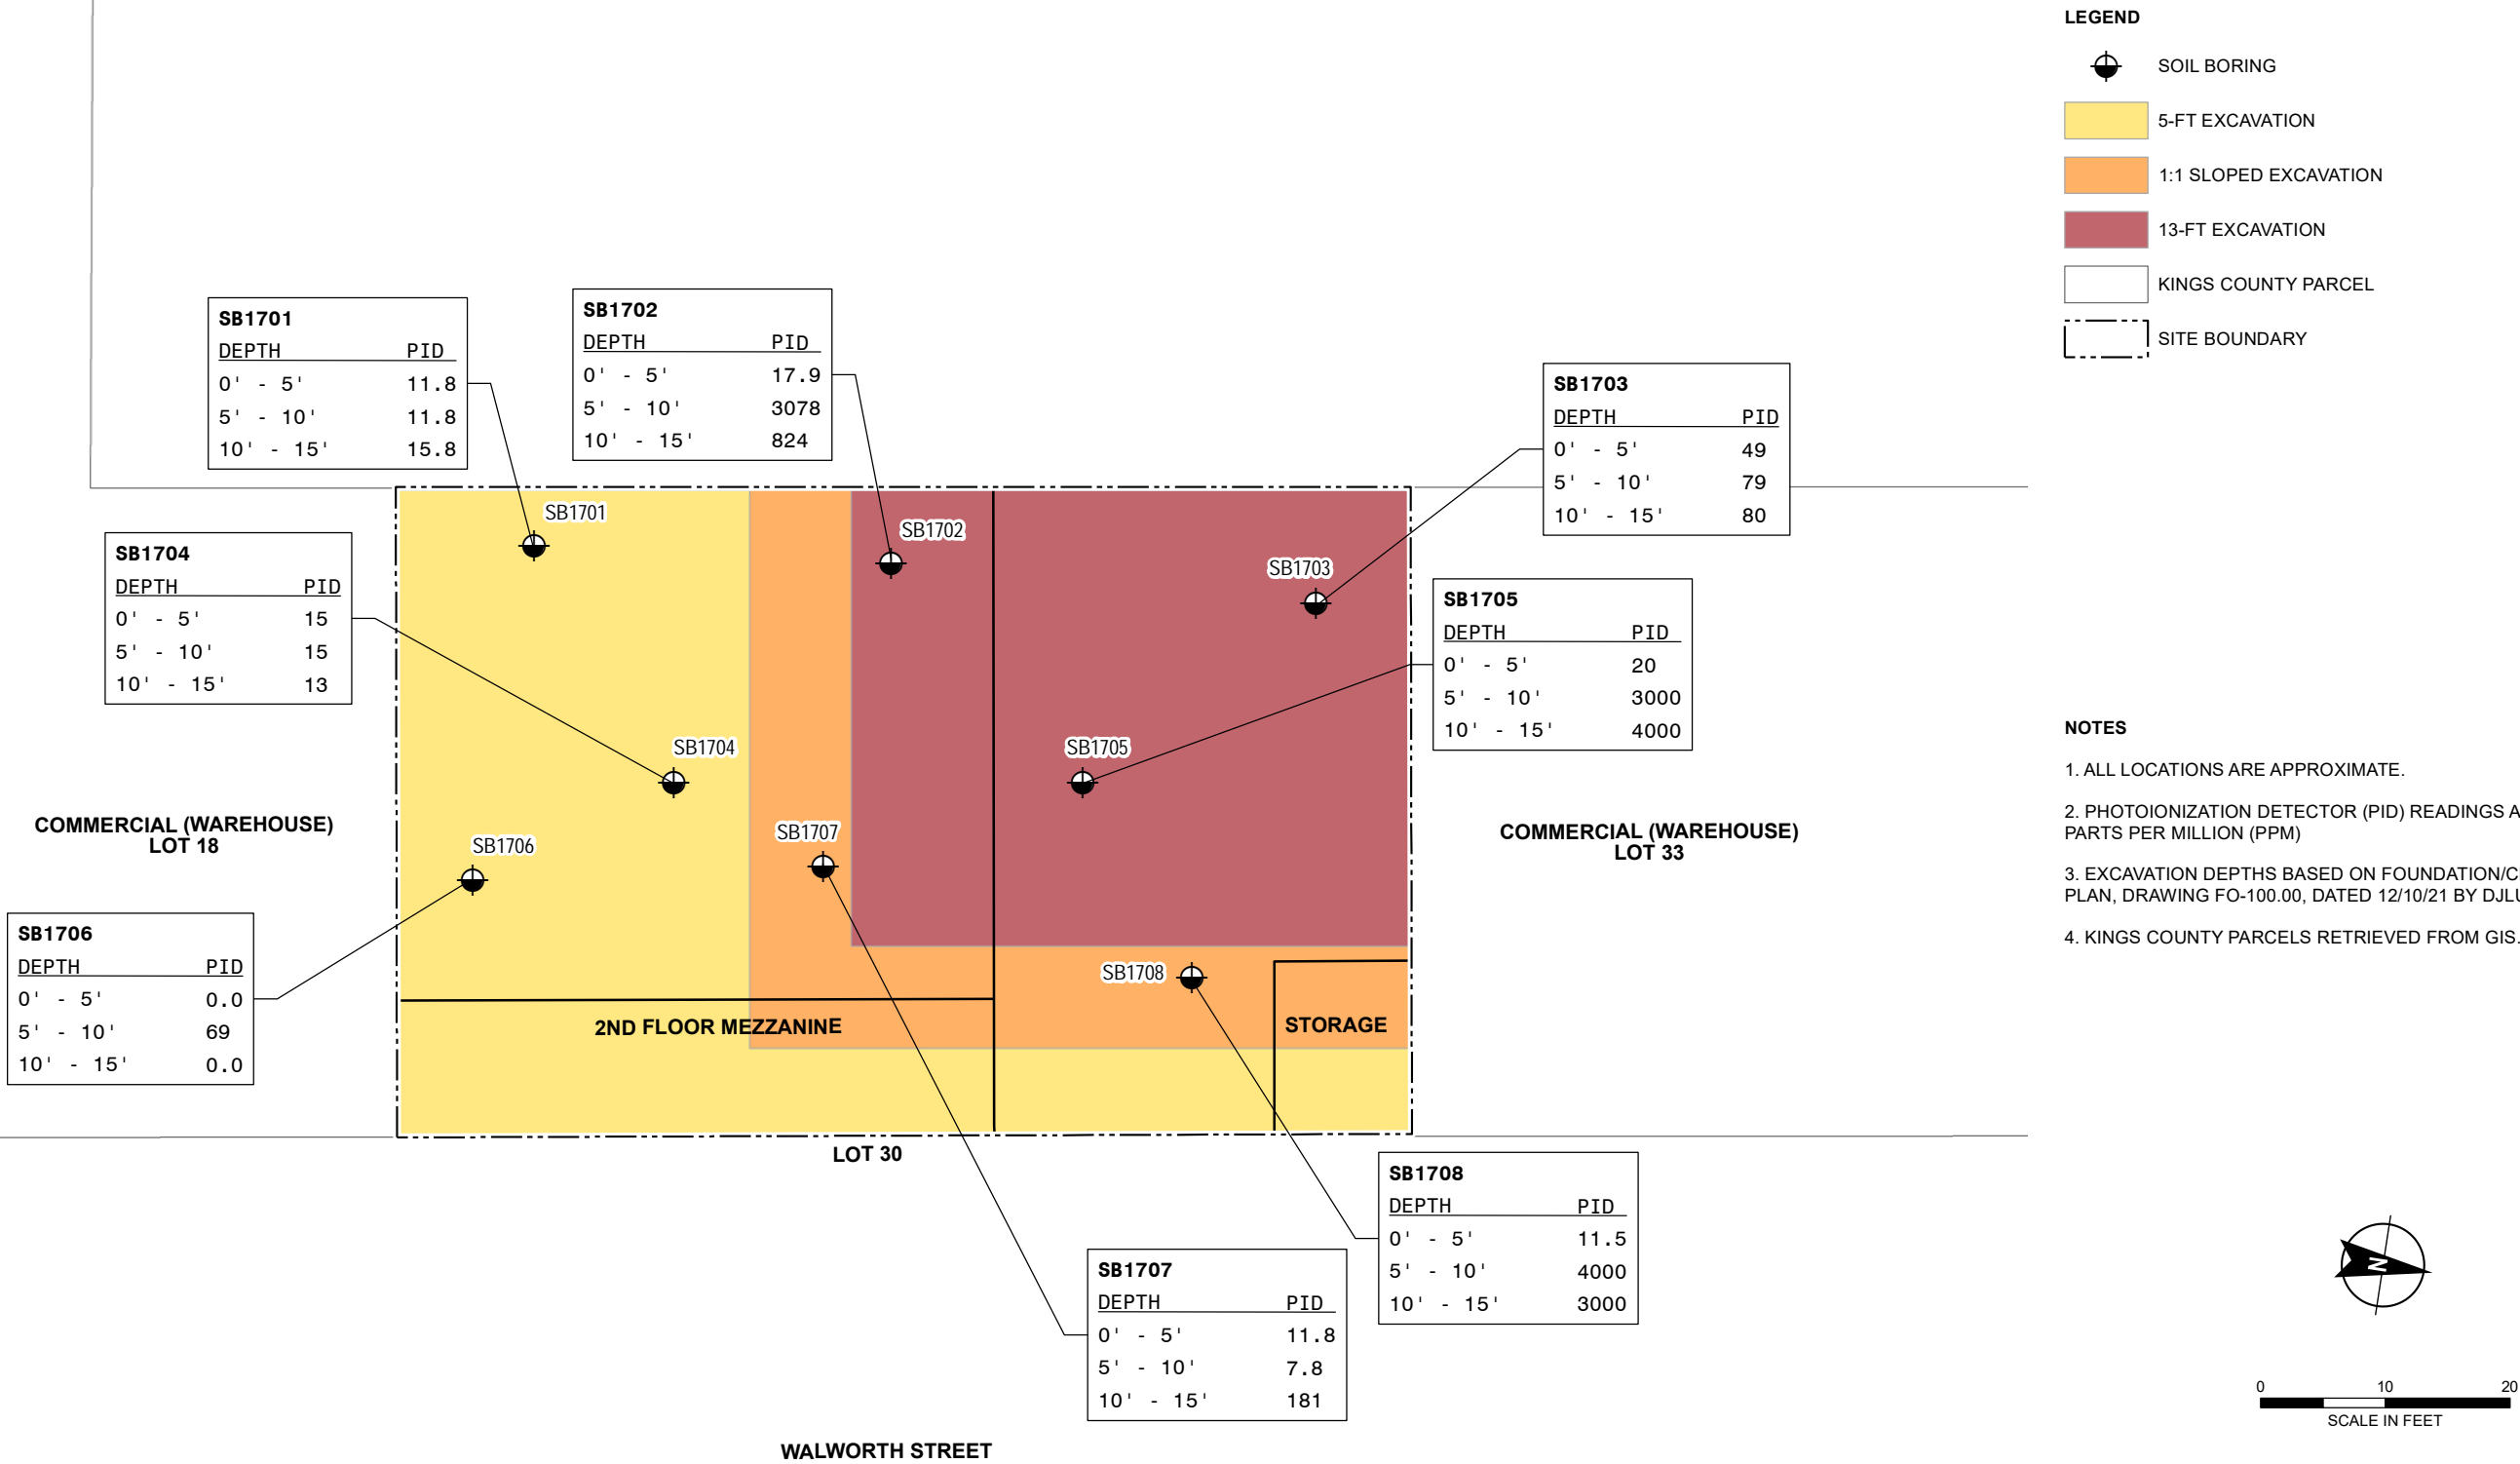 LEGEND
SOIL BORING
5-FT EXCAVATION
1:1 SLOPED EXCAVATION
13-FT EXCAVATION
KINGS COUNTY PARCEL
SITE BOUNDARY
SB1701
DEPTH PID
0' - 5' 11.8
5' - 10' 11.8
10' - 15' 15.8
SB1702
DEPTH PID
0' - 5' 17.9
5' - 10' 3078
10' - 15' 824
SB1703
DEPTH PID
0' - 5' 49
5' - 10' 79
10' - 15' 80
SB1704
DEPTH PID
0' - 5' 15
5' - 10' 15
10' - 15' 13
SB1705
DEPTH PID
0' - 5' 20
5' - 10' 3000
10' - 15' 4000
SB1701
SB1702
SB1703
SB1704
SB1705
SB1706
SB1707
SB1708
COMMERCIAL (WAREHOUSE)
LOT 18
COMMERCIAL (WAREHOUSE)
LOT 33
SB1706
DEPTH PID
0' - 5' 0.0
5' - 10' 69
10' - 15' 0.0
2ND FLOOR MEZZANINE
STORAGE
LOT 30
SB1708
DEPTH PID
0' - 5' 11.5
5' - 10' 4000
10' - 15' 3000
SB1707
DEPTH PID
0' - 5' 11.8
5' - 10' 7.8
10' - 15' 181
WALWORTH STREET
NOTES
1. ALL LOCATIONS ARE APPROXIMATE.
2. PHOTOIONIZATION DETECTOR (PID) READINGS
PARTS PER MILLION (PPM)
3. EXCAVATION DEPTHS BASED ON
PLAN, DRAWING FO-100.00, DATED 12/10/21 BY
4. KINGS COUNTY PARCELS RETRIEVED FROM GIS.
N
0 10 20
SCALE IN FEET